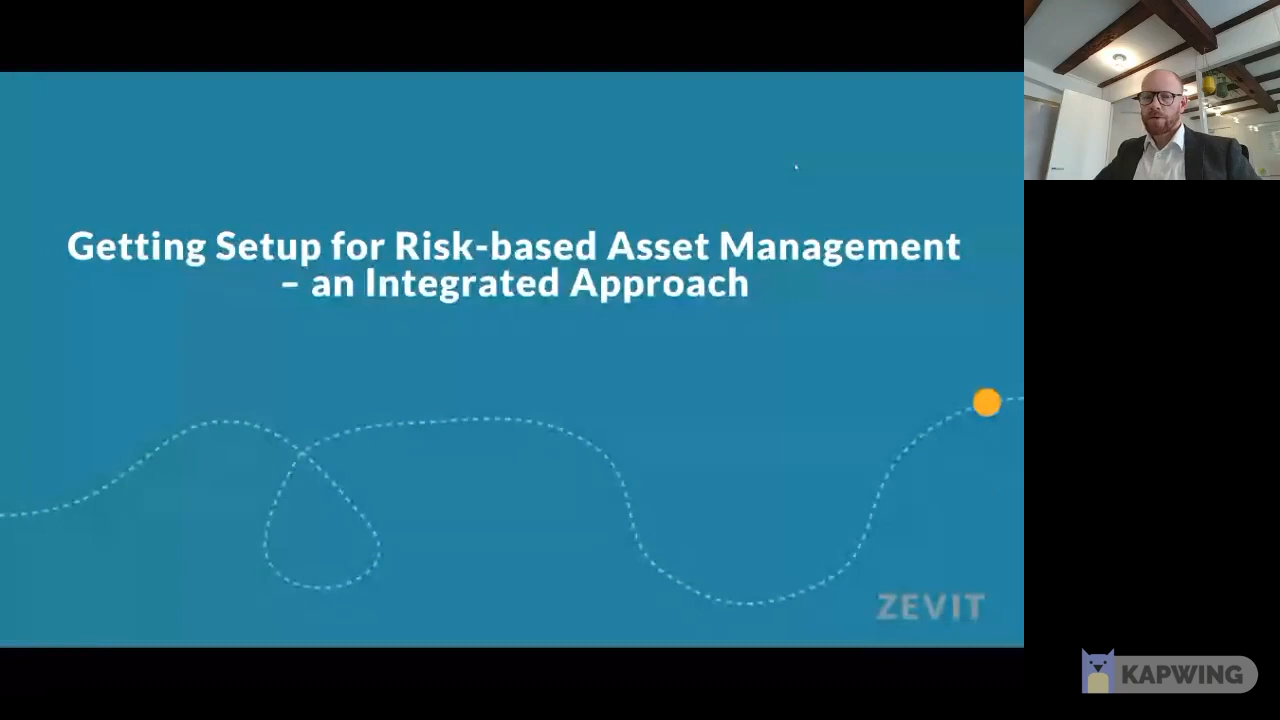 Getting Setup for Risk-based Asset Management
– an Integrated Approach
ZEVIT
KAPWING